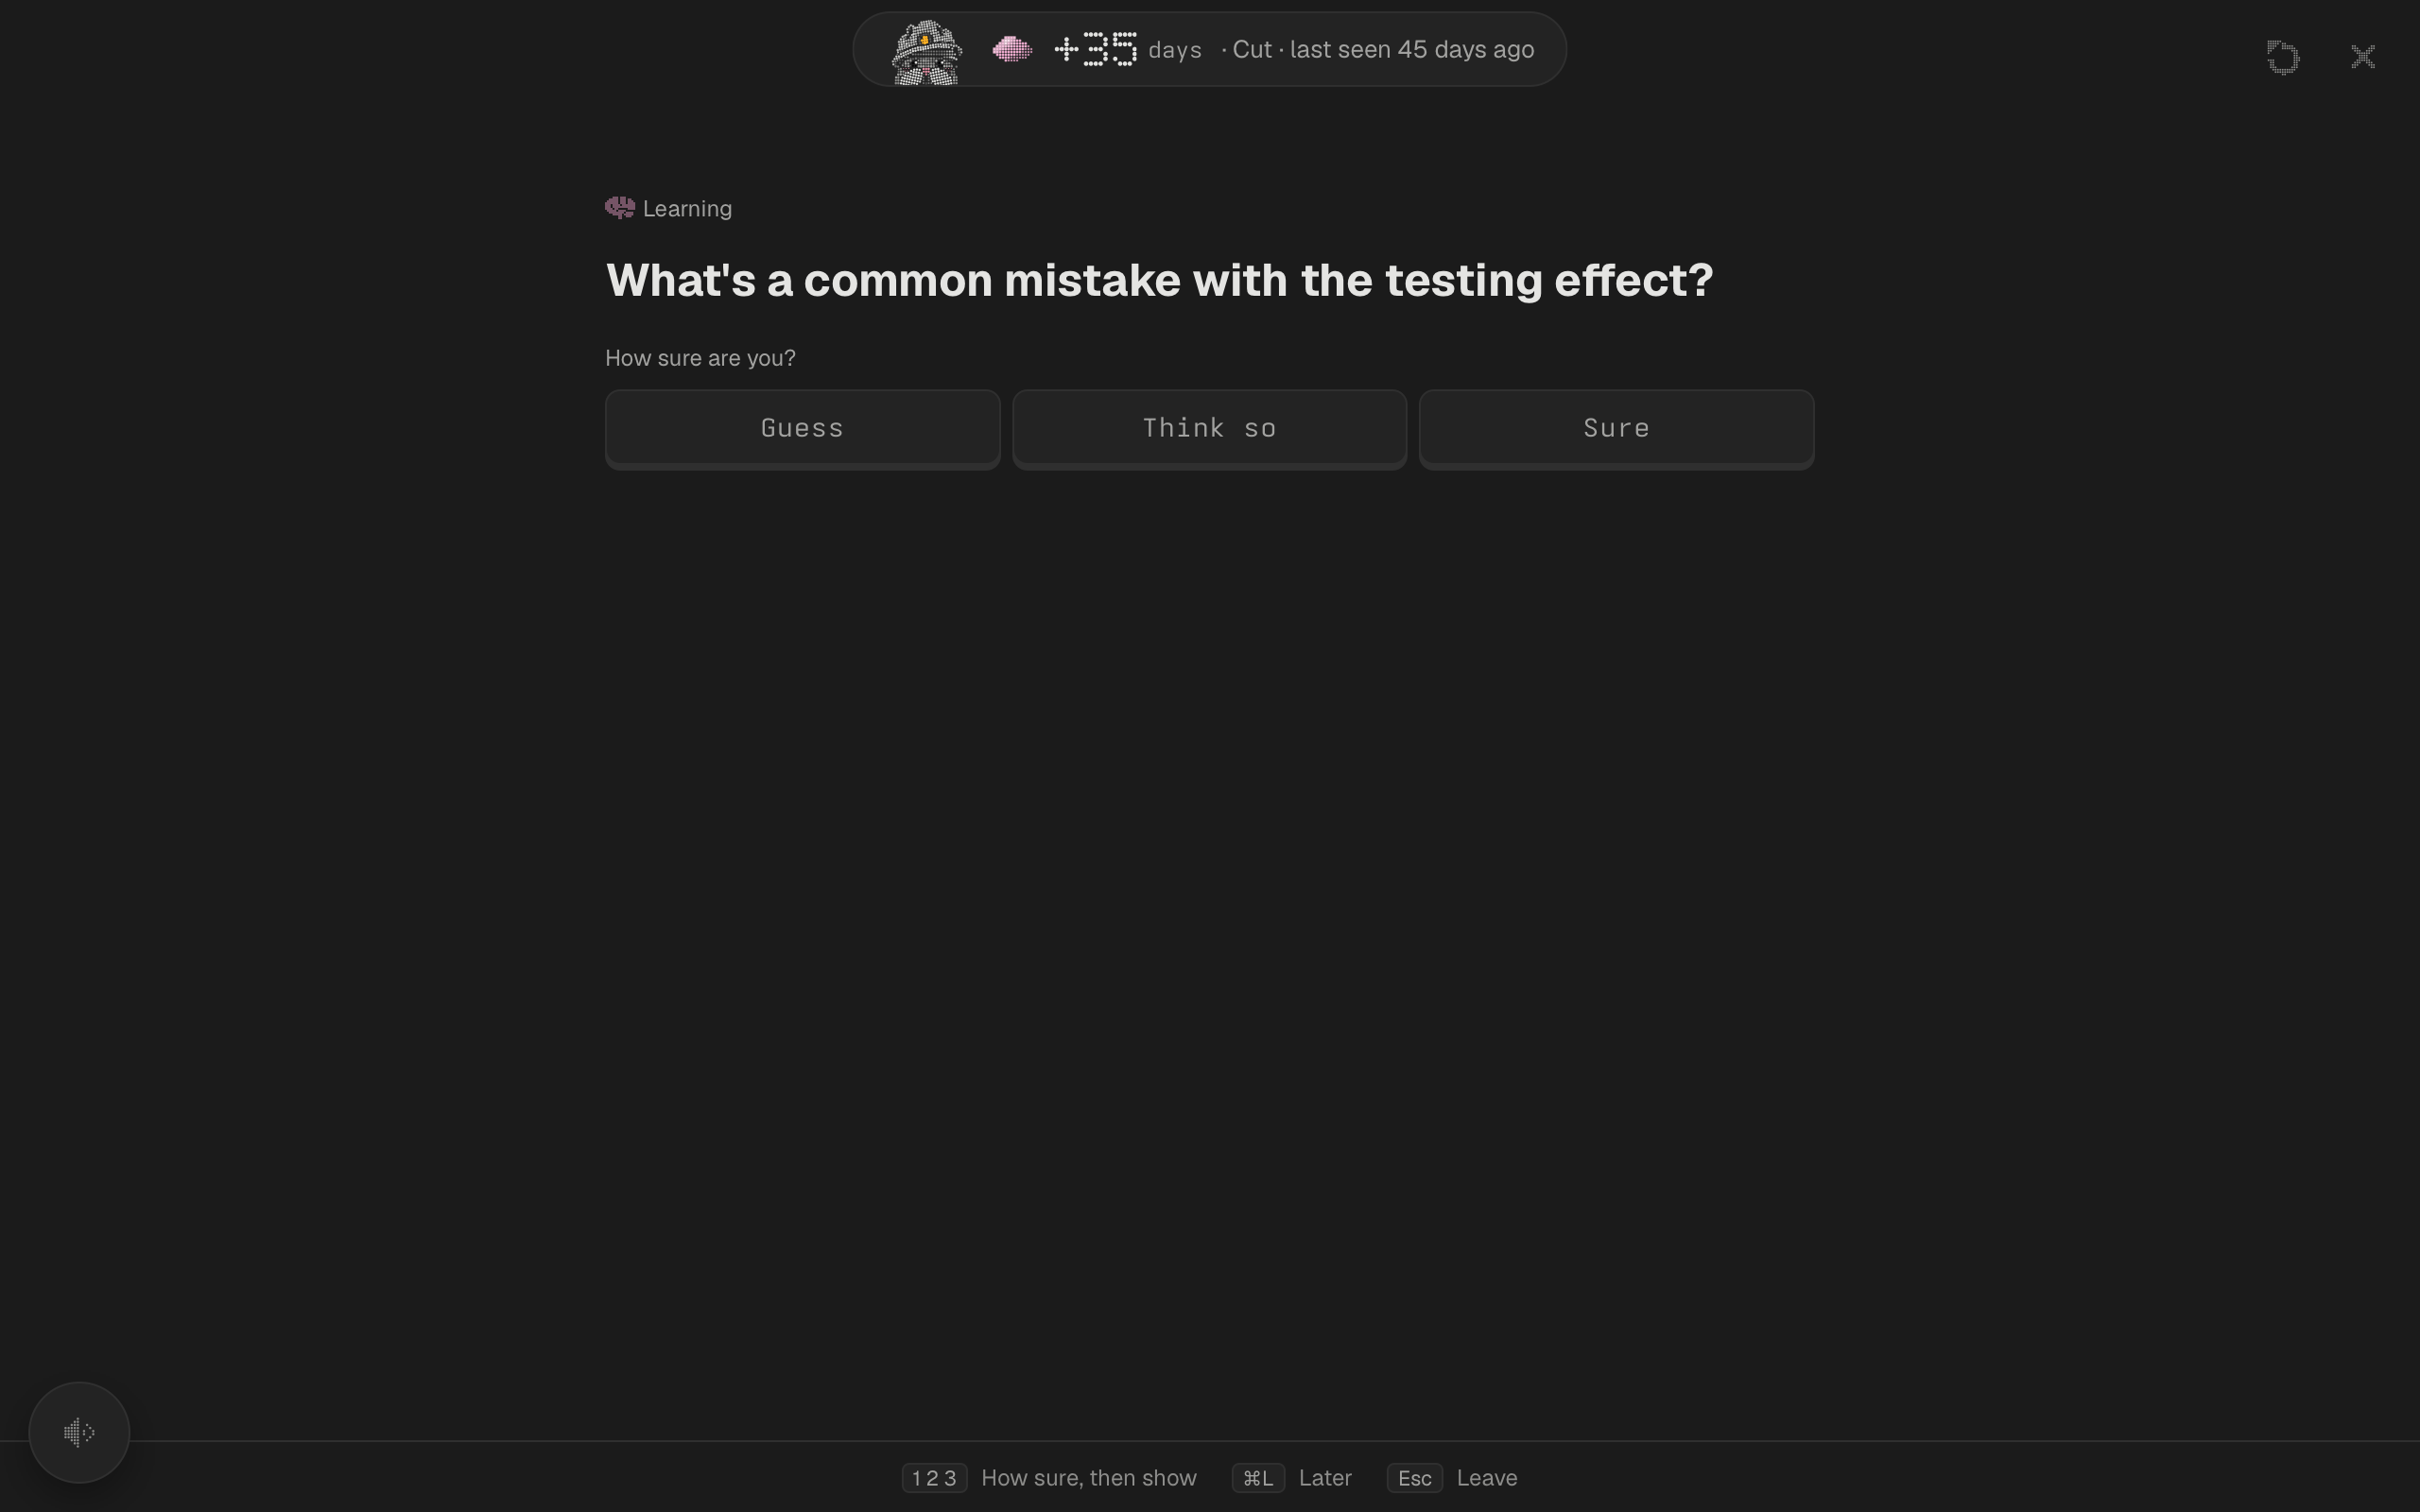 +35 days · Cut · last seen 45 days ago
Learning
What's a common mistake with the testing effect?
How sure are you?
Guess Think so Sure
1 2 3 How sure, then show ⌘L Later Esc Leave